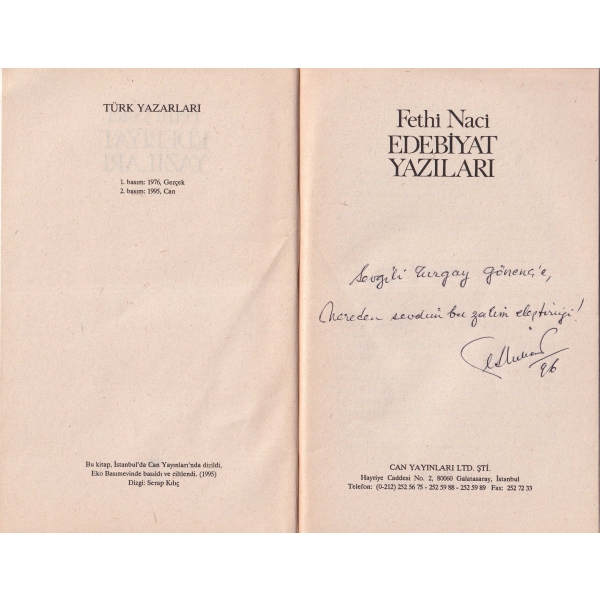 TÜRK YAZARLARI
1. basım: 1976, Gerçek
2. basım: 1995, Can
Bu kitap, İstanbul'da Can Yayınları'nda dizildi,
Eko Basımevinde basıldı ve ciltlendi. (1995)
Dizgi: Serap Kılıç
Fethi Naci
EDEBİYAT
YAZILARI
Sevgili Turgay Gönenç'e,
Nereden sevdim bu zalim eleştiriyi!
96
CAN YAYINLARI LTD. ŞTİ.
Hayriye Caddesi No. 2, 80060 Galatasaray, İstanbul
Telefon: (0-212) 252 56 75 - 252 59 88 - 252 59 89 Fax: 252 72 33